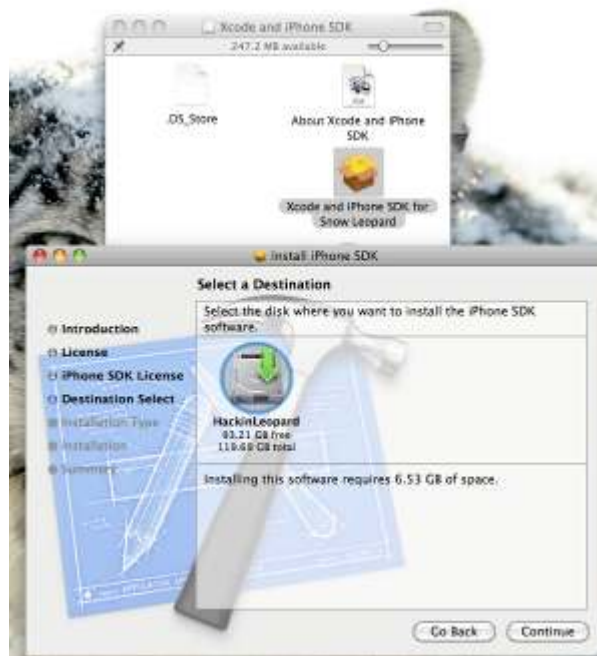 Xcode and iPhone SDK
247.2 MB available
.DS_Store
About Xcode and iPhone
SDK
Xcode and iPhone SDK for
Snow Leopard
Install iPhone SDK
Select a Destination
Select the disk where you want to install the iPhone SDK
software.
Introduction
License
iPhone SDK License
Destination Select
Installation Type
Installation
Summary
HackinLeopard
93.21 GB free
119.68 GB total
Installing this software requires 6.53 GB of space.
Go Back
Continue